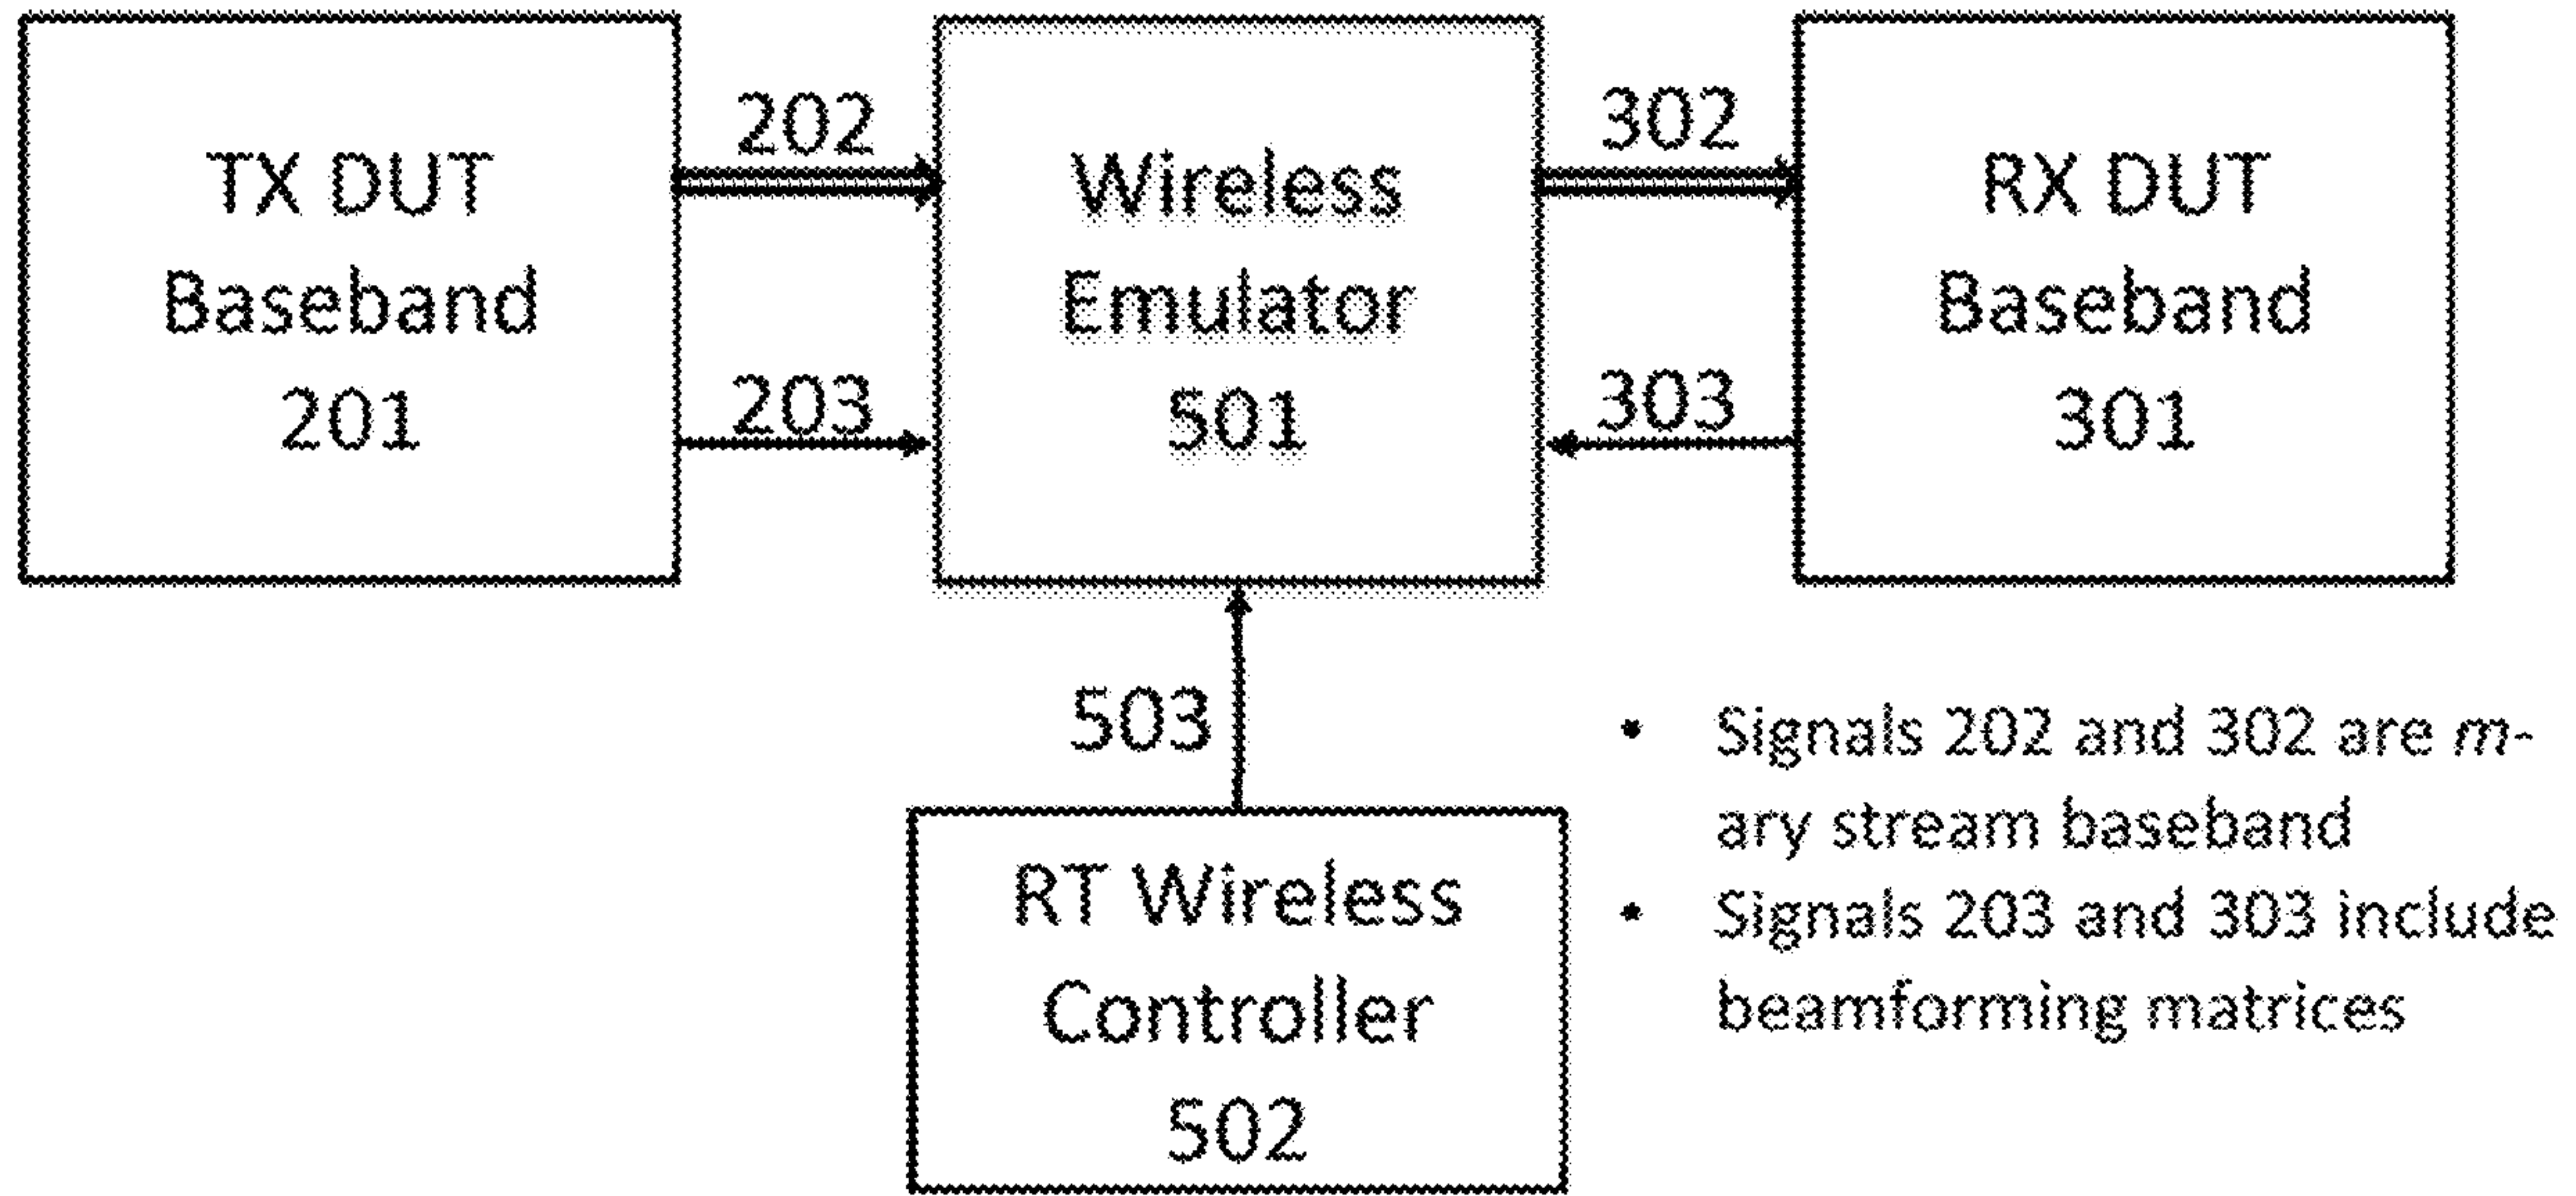 TX DUT
Baseband
201
202
203
Wireless
Emulator
501
302
303
RX DUT
Baseband
301
503
RT Wireless
Controller
502
• Signals 202 and 302 are m-
ary stream baseband
• Signals 203 and 303 include
beamforming matrices